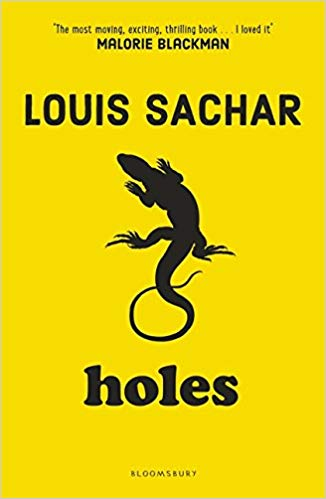 'The most moving, exciting, thrilling book . . . I loved it'
MALORIE BLACKMAN
LOUIS SACHAR
holes
BLOOMSBURY